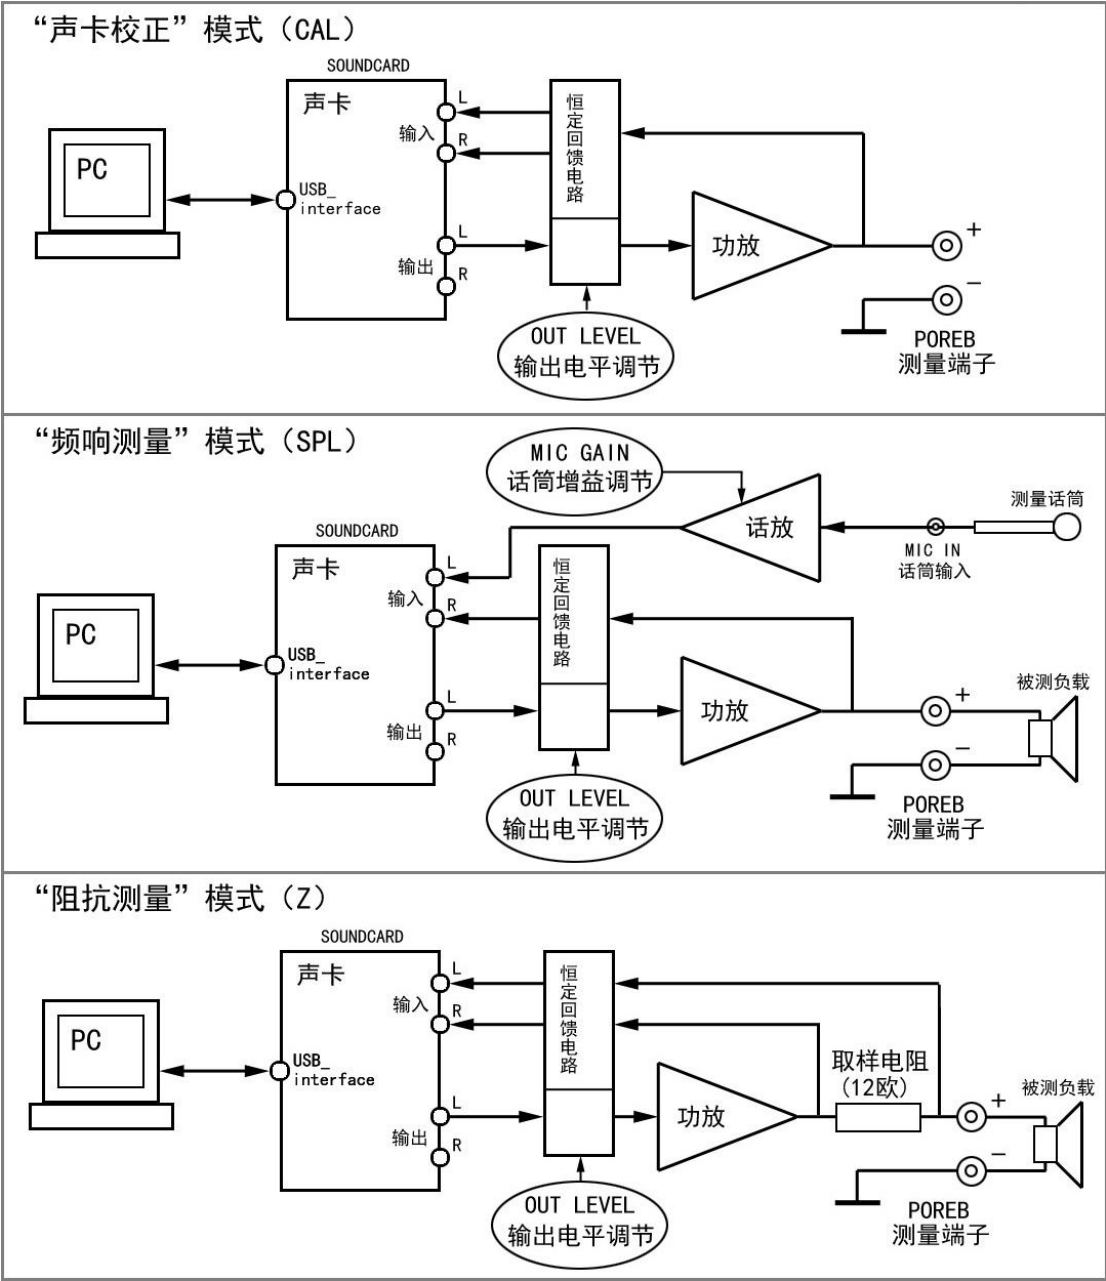 “声卡校正”模式（CAL）
SOUNDCARD
声卡
L
输入
R
恒定回馈电路
PC
USB_
interface
L
输出
R
功放
+
−
OUT LEVEL
输出电平调节
POREB
测量端子
“频响测量”模式（SPL）
MIC GAIN
话筒增益调节
话放
测量话筒
MIC IN
话筒输入
SOUNDCARD
声卡
L
输入
R
恒定回馈电路
PC
USB_
interface
L
输出
R
功放
+
−
被测负载
OUT LEVEL
输出电平调节
POREB
测量端子
“阻抗测量”模式（Z）
SOUNDCARD
声卡
L
输入
R
恒定回馈电路
PC
USB_
interface
取样电阻
(12欧)
被测负载
L
输出
R
功放
+
−
OUT LEVEL
输出电平调节
POREB
测量端子